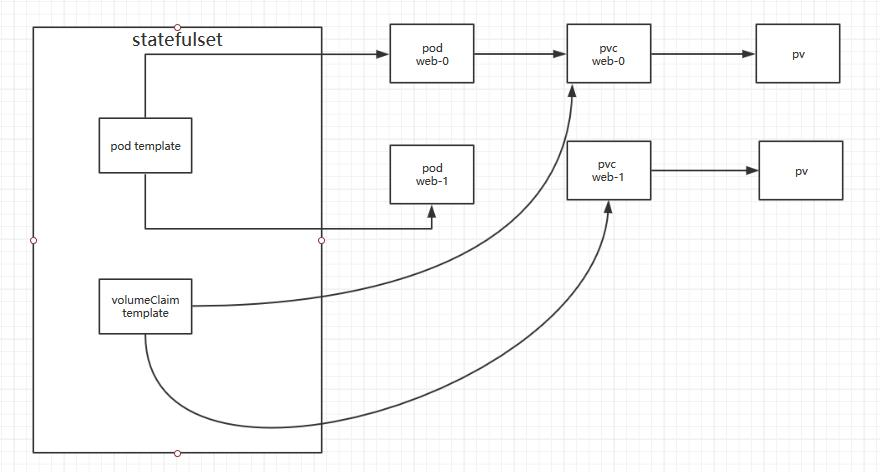 statefulset
pod
web-0
pvc
web-0
pv
pod template
pod
web-1
pvc
web-1
pv
volumeClaim
template